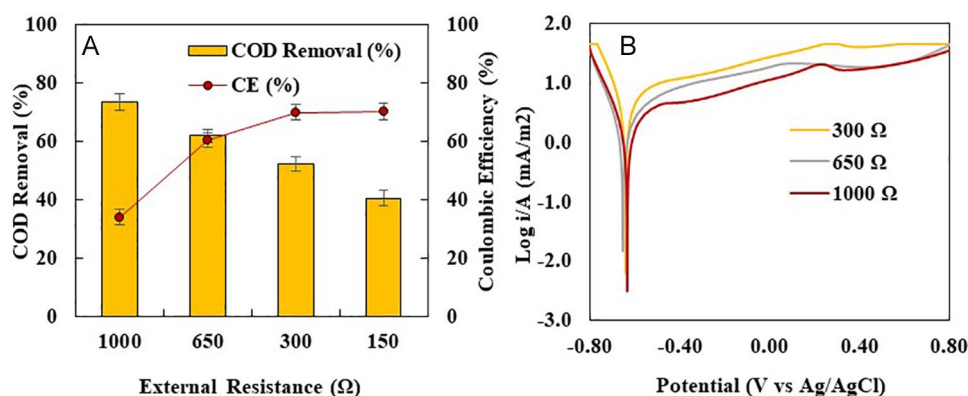 A
COD Removal (%)
CE (%)
COD Removal (%)
100
80
60
40
20
0
1000 650 300 150
External Resistance (Ω)
100
80
60
40
20
0
Coulombic Efficiency (%)
B
Log i/A (mA/m2)
2.0
1.0
0.0
-1.0
-2.0
-3.0
300 Ω
650 Ω
1000 Ω
-0.80 -0.40 0.00 0.40 0.80
Potential (V vs Ag/AgCl)